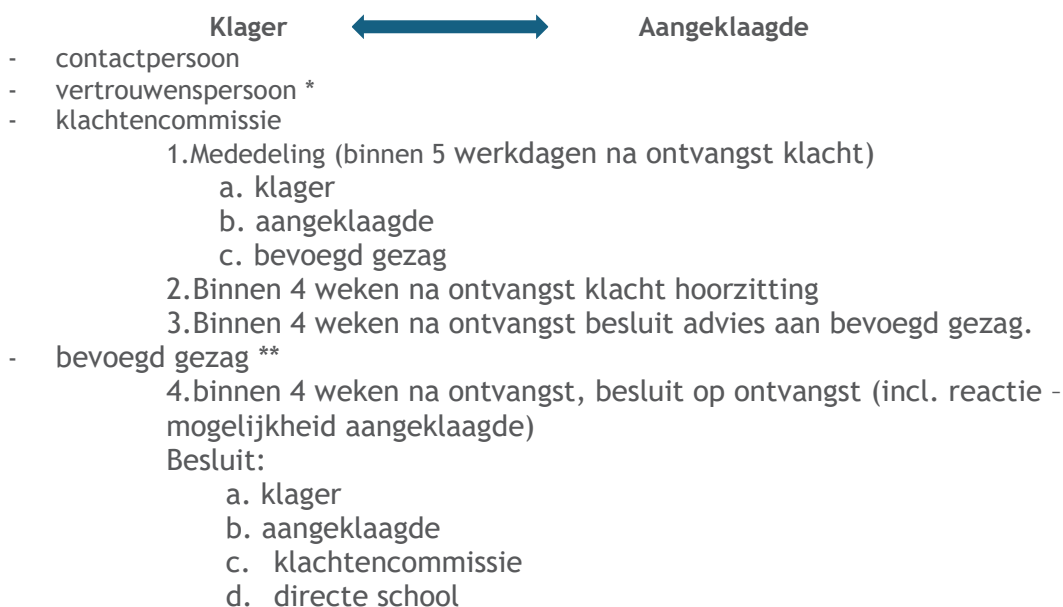 Klager Aangeklaagde
- contactpersoon
- vertrouwenspersoon *
- klachtencommissie
1.Mededeling (binnen 5 werkdagen na ontvangst klacht)
a. klager
b. aangeklaagde
c. bevoegd gezag
2.Binnen 4 weken na ontvangst klacht hoorzitting
3.Binnen 4 weken na ontvangst besluit advies aan bevoegd gezag.
- bevoegd gezag **
4.binnen 4 weken na ontvangst, besluit op ontvangst (incl. reactie –
mogelijkheid aangeklaagde)
Besluit:
a. klager
b. aangeklaagde
c. klachtencommissie
d. directe school